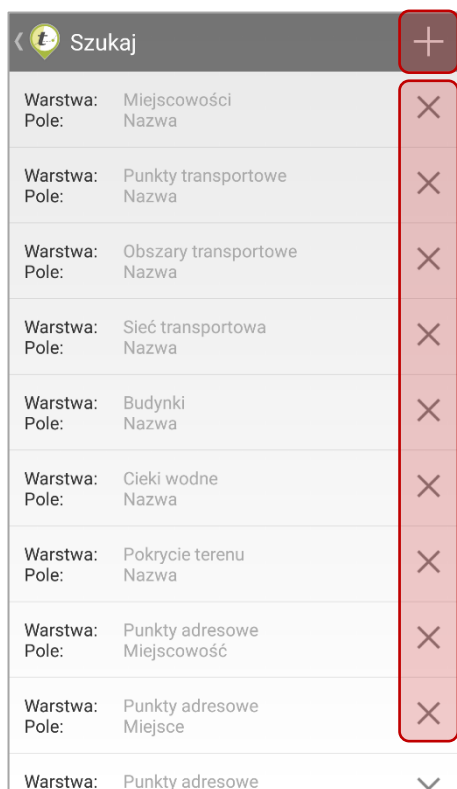 Szukaj
Warstwa: Miejscowości
Pole: Nazwa
Warstwa: Punkty transportowe
Pole: Nazwa
Warstwa: Obszary transportowe
Pole: Nazwa
Warstwa: Sieć transportowa
Pole: Nazwa
Warstwa: Budynki
Pole: Nazwa
Warstwa: Cieki wodne
Pole: Nazwa
Warstwa: Pokrycie terenu
Pole: Nazwa
Warstwa: Punkty adresowe
Pole: Miejscowość
Warstwa: Punkty adresowe
Pole: Miejsce
Warstwa: Punkty adresowe